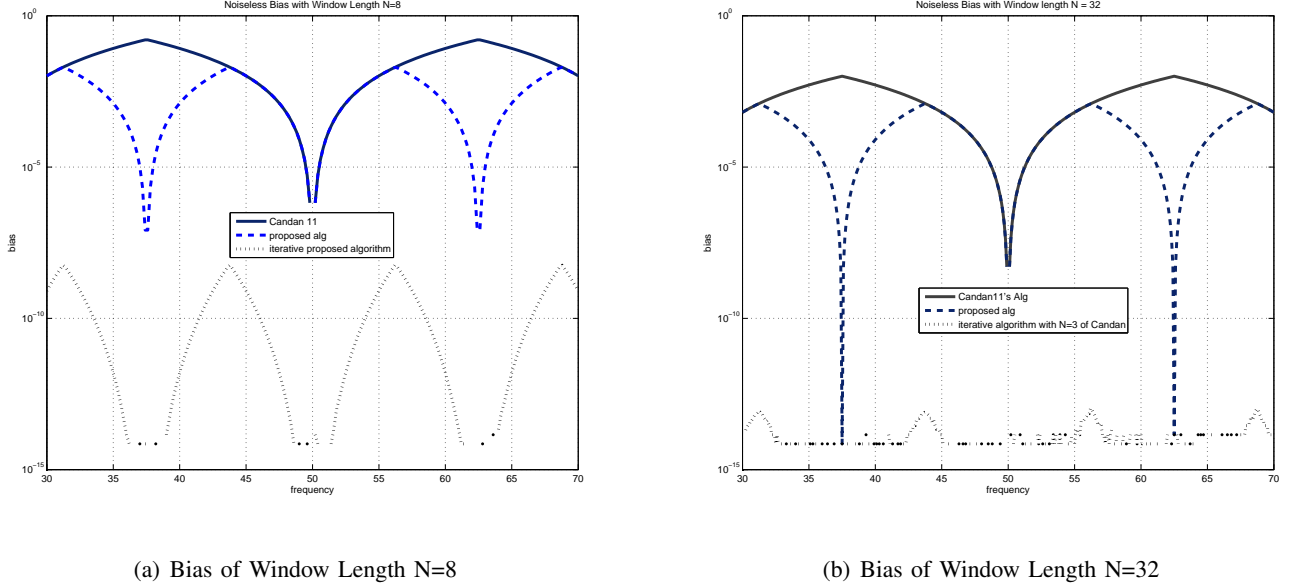 Noiseless Bias with Window Length N=8
10^0
10^-5
10^-10
10^-15
bias
Candan 11
proposed alg
iterative proposed algorithm
30 35 40 45 50 55 60 65 70
frequency
(a) Bias of Window Length N=8
Noiseless Bias with Window length N = 32
10^0
10^-5
10^-10
10^-15
bias
Candan11's Alg
proposed alg
iterative algorithm with N=3 of Candan
30 35 40 45 50 55 60 65 70
frequency
(b) Bias of Window Length N=32